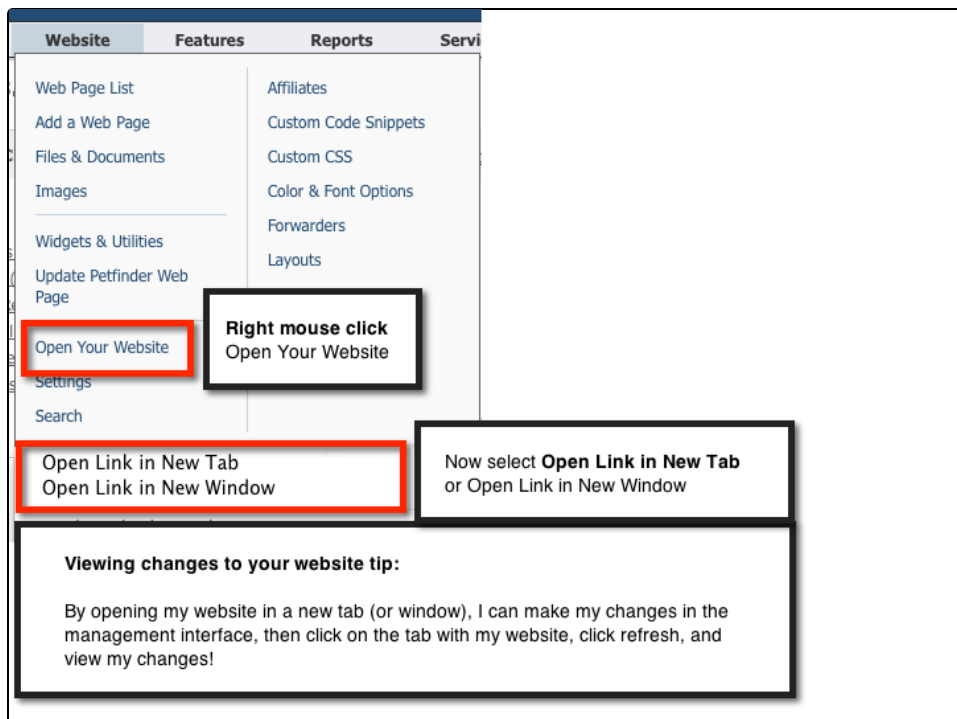 Website Features Reports Servi
Web Page List
Add a Web Page
Files & Documents
Images
Widgets & Utilities
Update Petfinder Web
Page
Open Your Website
Settings
Search
Affiliates
Custom Code Snippets
Custom CSS
Color & Font Options
Forwarders
Layouts
Right mouse click
Open Your Website
Open Link in New Tab
Open Link in New Window
Now select Open Link in New Tab
or Open Link in New Window
Viewing changes to your website tip:
By opening my website in a new tab (or window), I can make my changes in the
management interface, then click on the tab with my website, click refresh, and
view my changes!